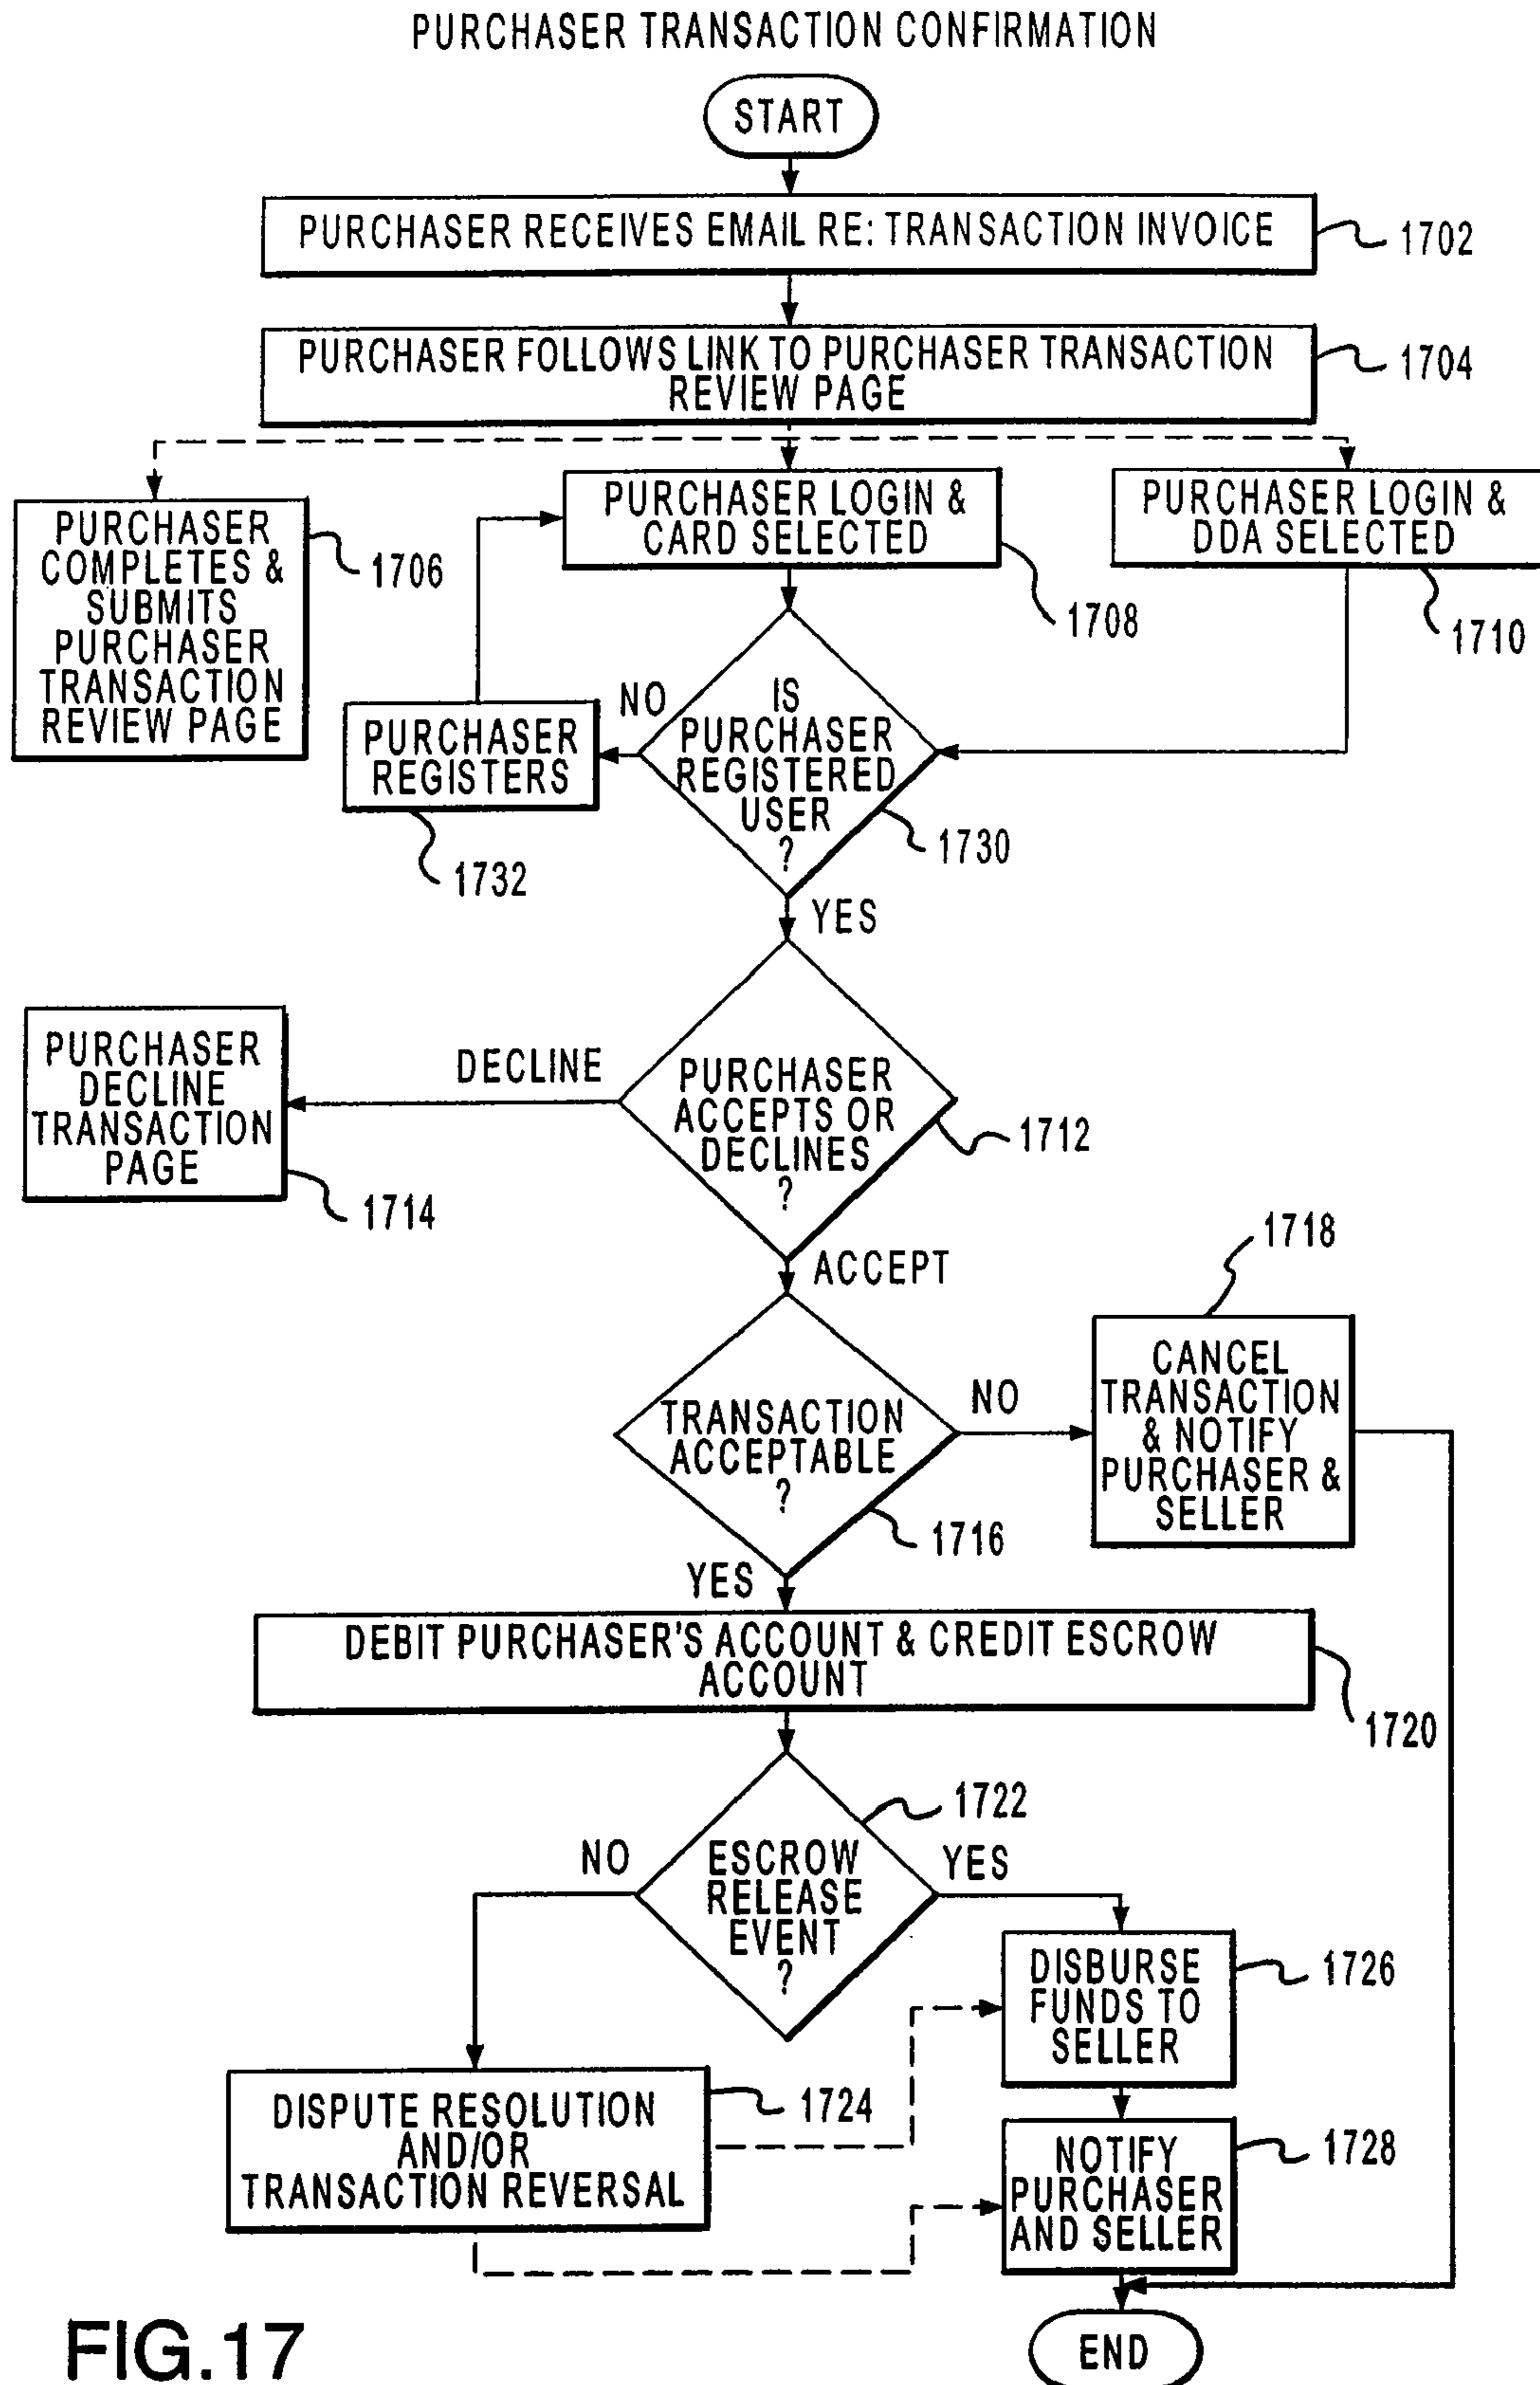 PURCHASER TRANSACTION CONFIRMATION
START
PURCHASER RECEIVES EMAIL RE: TRANSACTION INVOICE
1702
PURCHASER FOLLOWS LINK TO PURCHASER TRANSACTION
REVIEW PAGE
1704
PURCHASER
COMPLETES &
SUBMITS
PURCHASER
TRANSACTION
REVIEW PAGE
1706
PURCHASER LOGIN &
CARD SELECTED
1708
PURCHASER LOGIN &
DDA SELECTED
1710
IS
PURCHASER
REGISTERED
USER
?
1730
NO
PURCHASER
REGISTERS
1732
YES
PURCHASER
ACCEPTS OR
DECLINES
?
1712
DECLINE
PURCHASER
DECLINE
TRANSACTION
PAGE
1714
ACCEPT
TRANSACTION
ACCEPTABLE
?
1716
NO
1718
CANCEL
TRANSACTION
& NOTIFY
PURCHASER &
SELLER
YES
DEBIT PURCHASER'S ACCOUNT & CREDIT ESCROW
ACCOUNT
1720
ESCROW
RELEASE
EVENT
?
1722
NO
YES
DISBURSE
FUNDS TO
SELLER
1726
DISPUTE RESOLUTION
AND/OR
TRANSACTION REVERSAL
1724
NOTIFY
PURCHASER
AND SELLER
1728
END
FIG.17